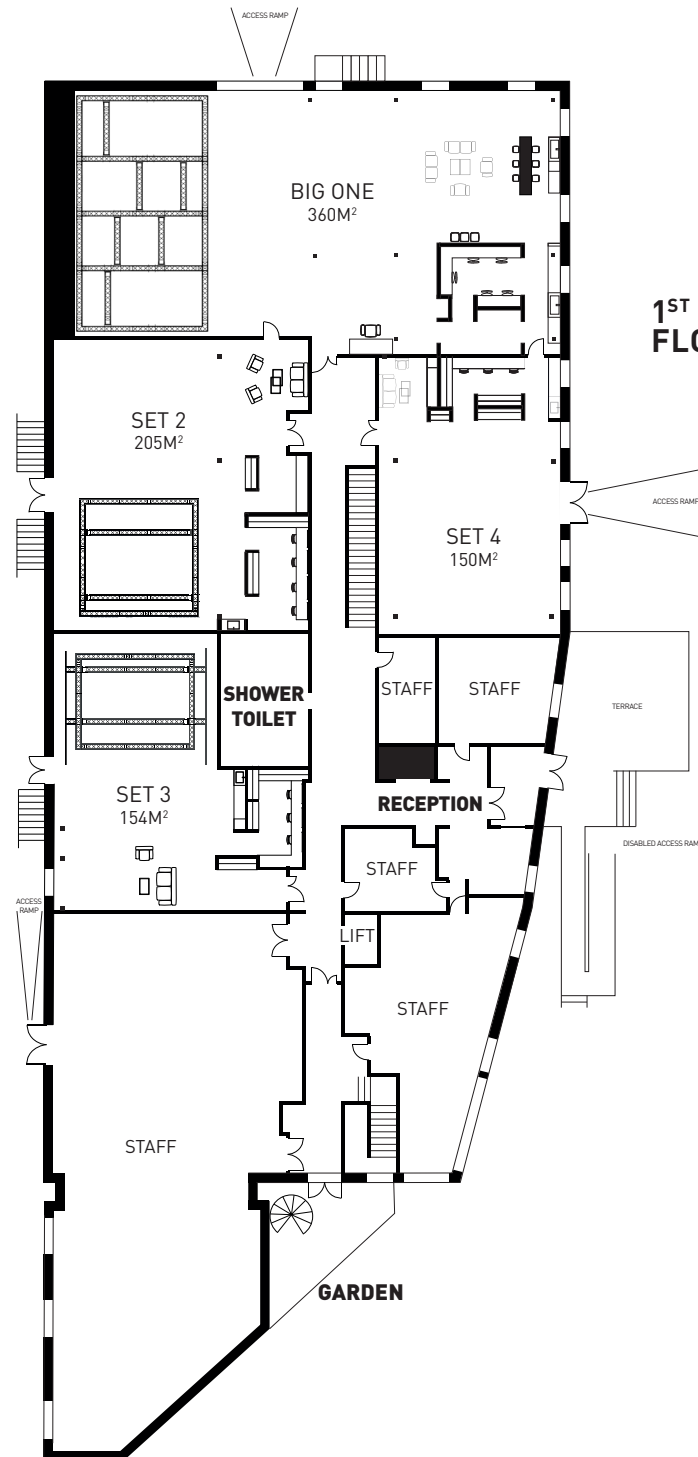 ACCESS RAMP
BIG ONE
360M²
1ST
SET 2
205M²
ACCESS RAMP
SET 4
150M²
STAFF
STAFF
SHOWER
TOILET
TERRACE
SET 3
154M²
RECEPTION
DISABLED ACCESS RAM
STAFF
ACCESS
RAMP
LIFT
STAFF
STAFF
GARDEN